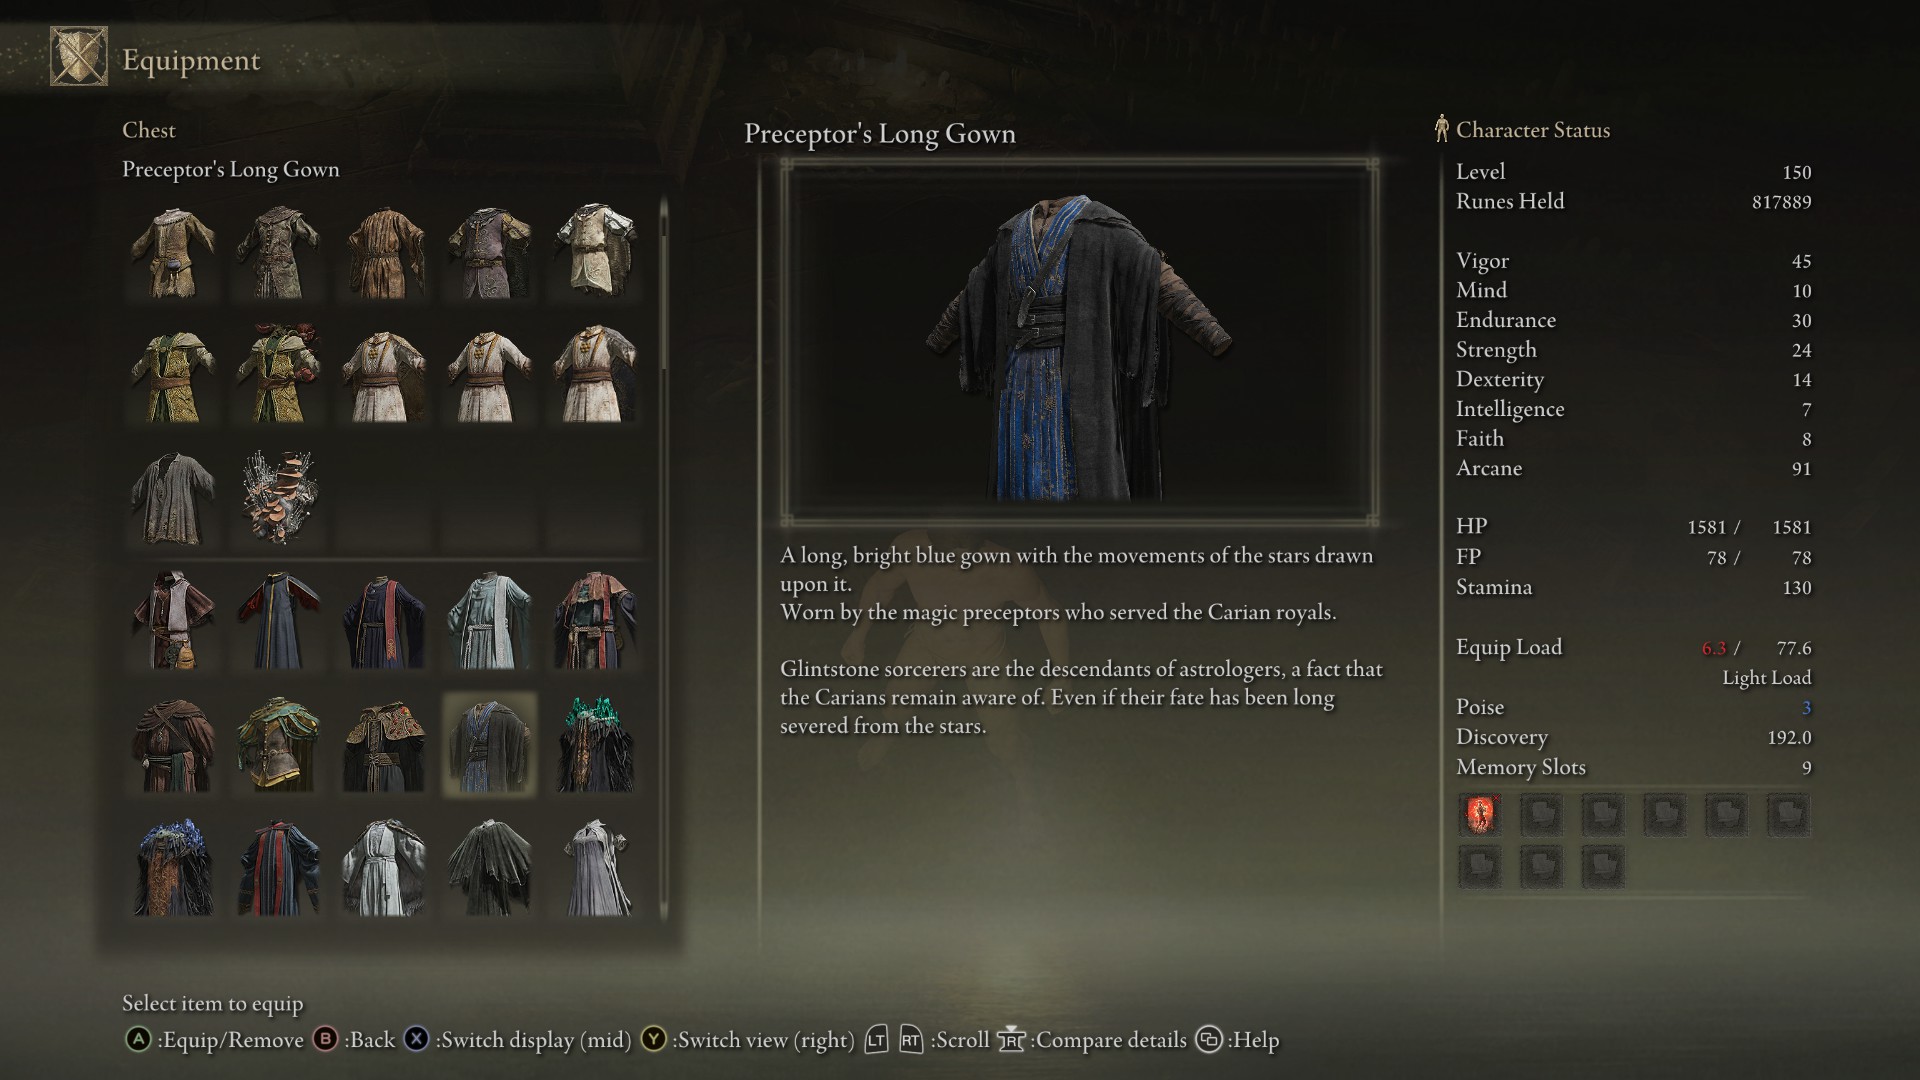 Equipment
Chest
Preceptor's Long Gown
Preceptor's Long Gown
A long, bright blue gown with the movements of the stars drawn
upon it.
Worn by the magic preceptors who served the Carian royals.
Glintstone sorcerers are the descendants of astrologers, a fact that
the Carians remain aware of. Even if their fate has been long
severed from the stars.
Character Status
Level 150
Runes Held 817889
Vigor 45
Mind 10
Endurance 30
Strength 24
Dexterity 14
Intelligence 7
Faith 8
Arcane 91
HP 1581 / 1581
FP 78 / 78
Stamina 130
Equip Load 6.3 / 77.6
Light Load
Poise 3
Discovery 192.0
Memory Slots 9
Select item to equip
A :Equip/Remove B :Back X :Switch display (mid) Y :Switch view (right) LT RT :Scroll R :Compare details :Help